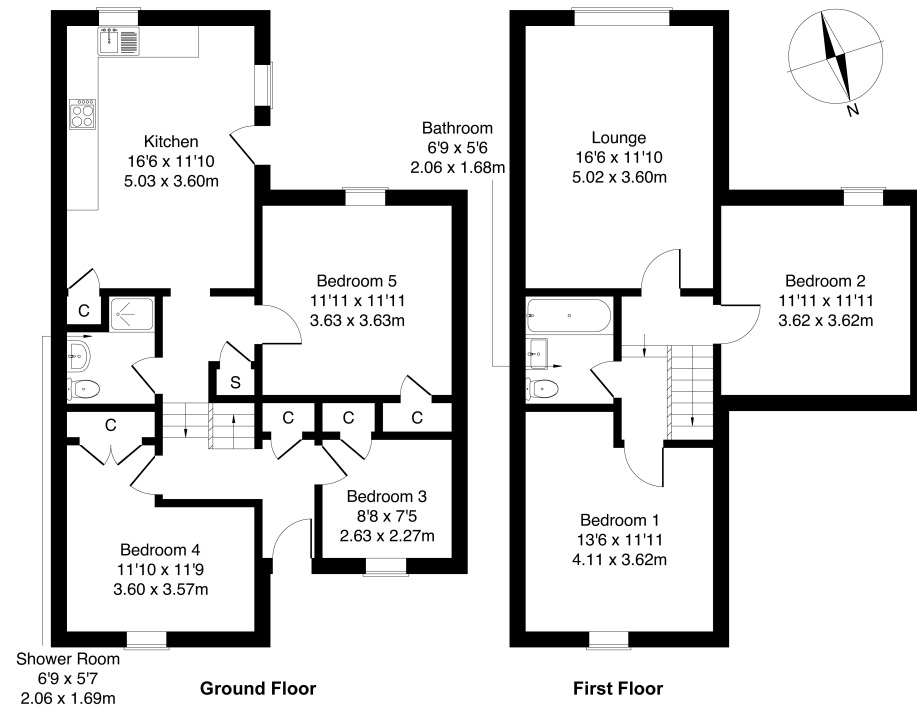 Kitchen
16'6 x 11'10
5.03 x 3.60m
C
Bedroom 5
11'11 x 11'11
3.63 x 3.63m
S
C
C
C
C
Bedroom 3
8'8 x 7'5
2.63 x 2.27m
Bedroom 4
11'10 x 11'9
3.60 x 3.57m
Shower Room
6'9 x 5'7
2.06 x 1.69m
Ground Floor
Bathroom
6'9 x 5'6
2.06 x 1.68m
Lounge
16'6 x 11'10
5.02 x 3.60m
N
Bedroom 2
11'11 x 11'11
3.62 x 3.62m
Bedroom 1
13'6 x 11'11
4.11 x 3.62m
First Floor